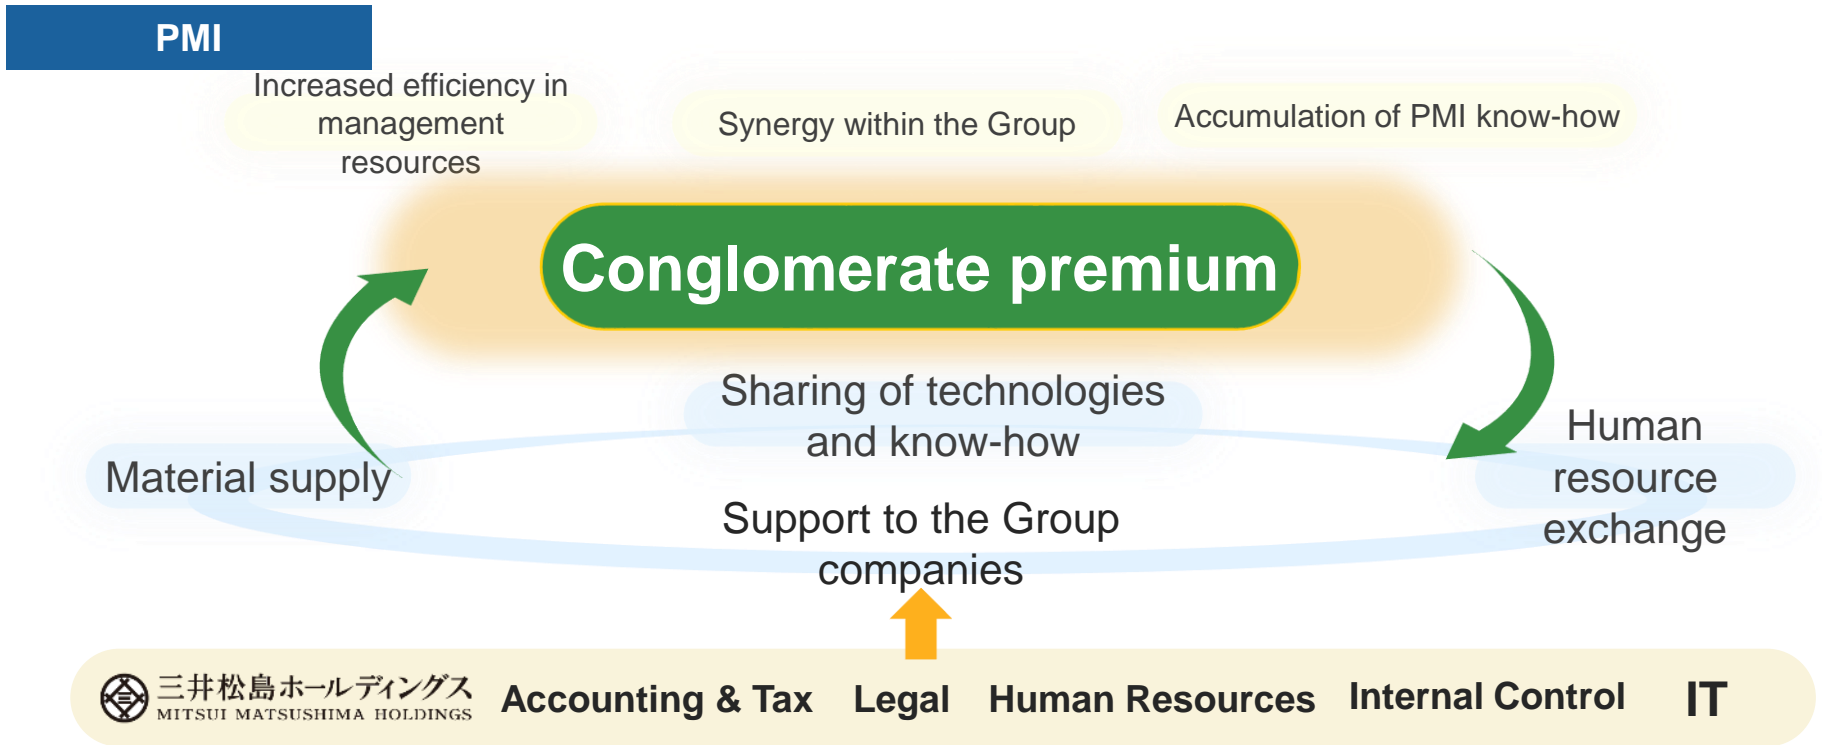 PMI
Increased efficiency in
management
resources
Synergy within the Group
Accumulation of PMI know-how
Conglomerate premium
Sharing of technologies
and know-how
Material supply
Human
resource
exchange
Support to the Group
companies
三井松島ホールディングス
MITSUI MATSUSHIMA HOLDINGS
Accounting & Tax
Legal
Human Resources
Internal Control
IT